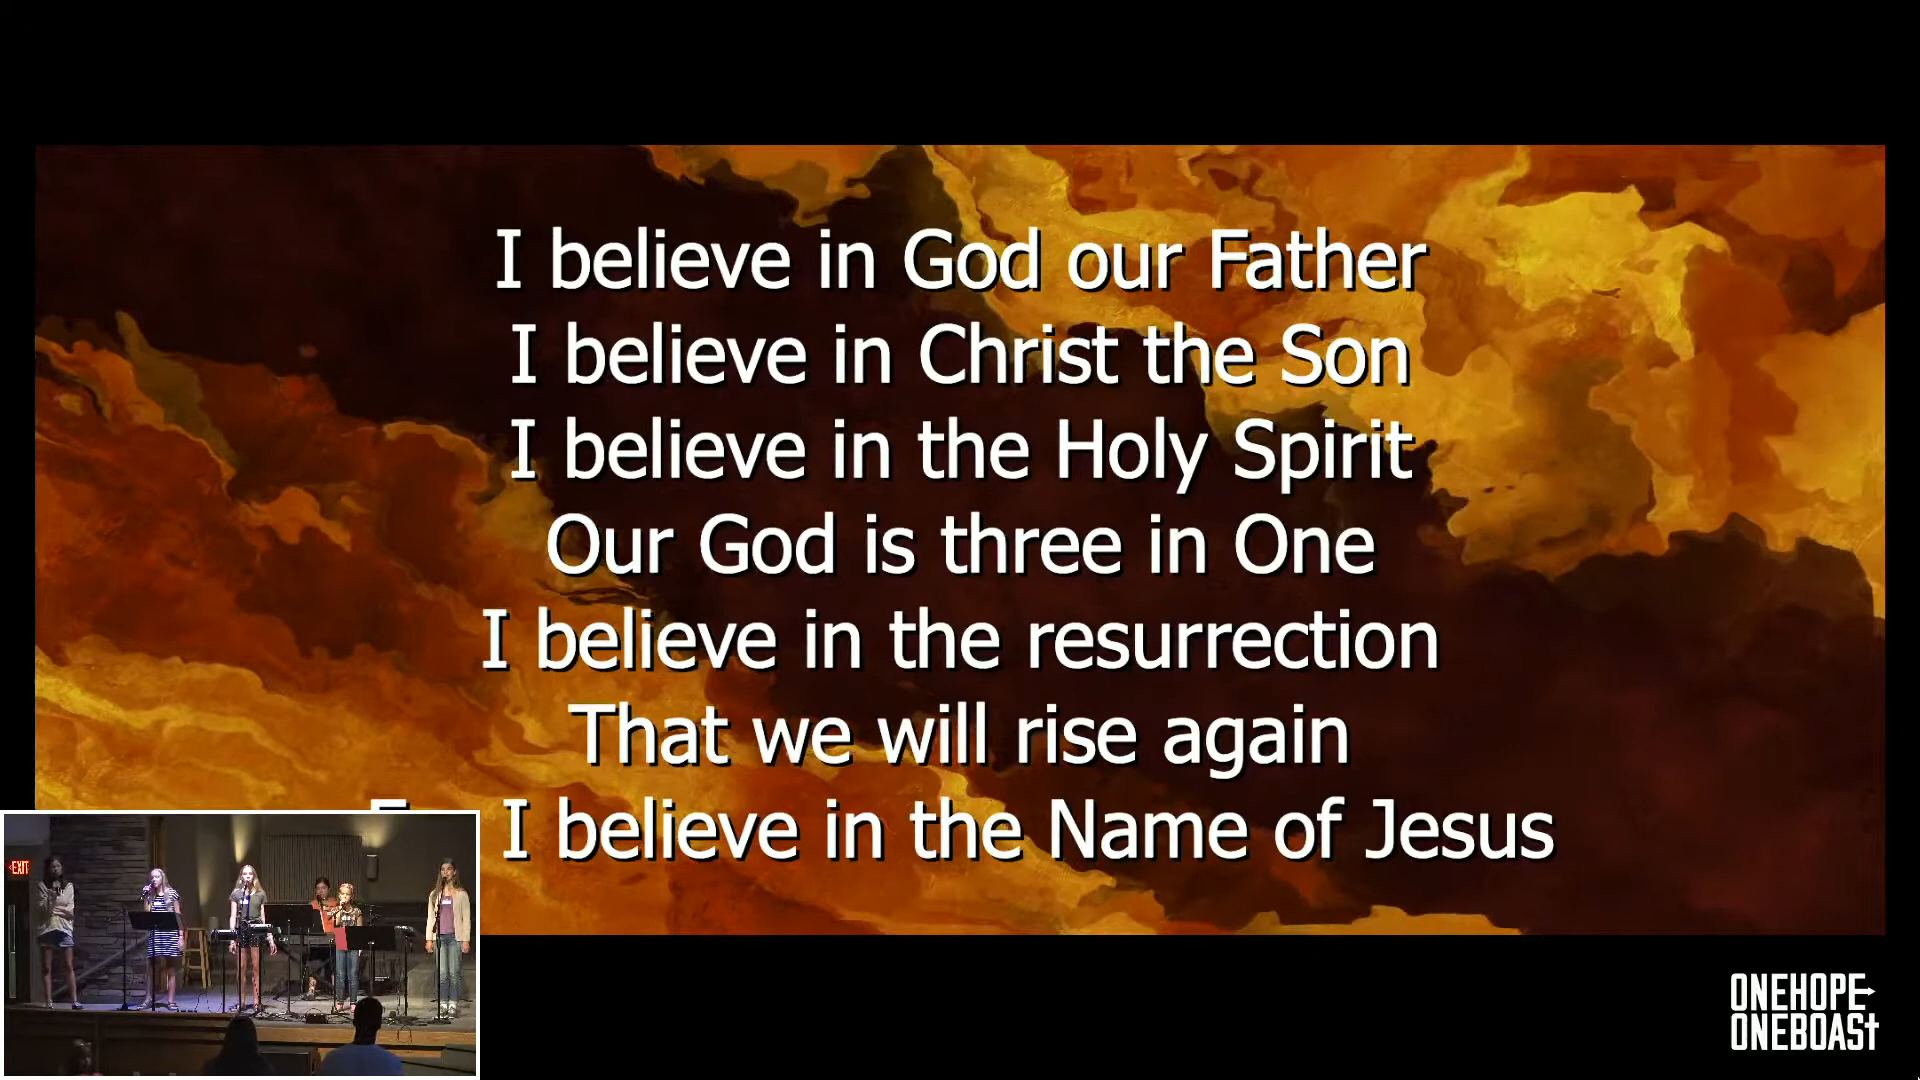 I believe in God our Father
I believe in Christ the Son
I believe in the Holy Spirit
Our God is three in One
I believe in the resurrection
That we will rise again
I believe in the Name of Jesus
EXIT
ONEHOPE
ONEBOAST